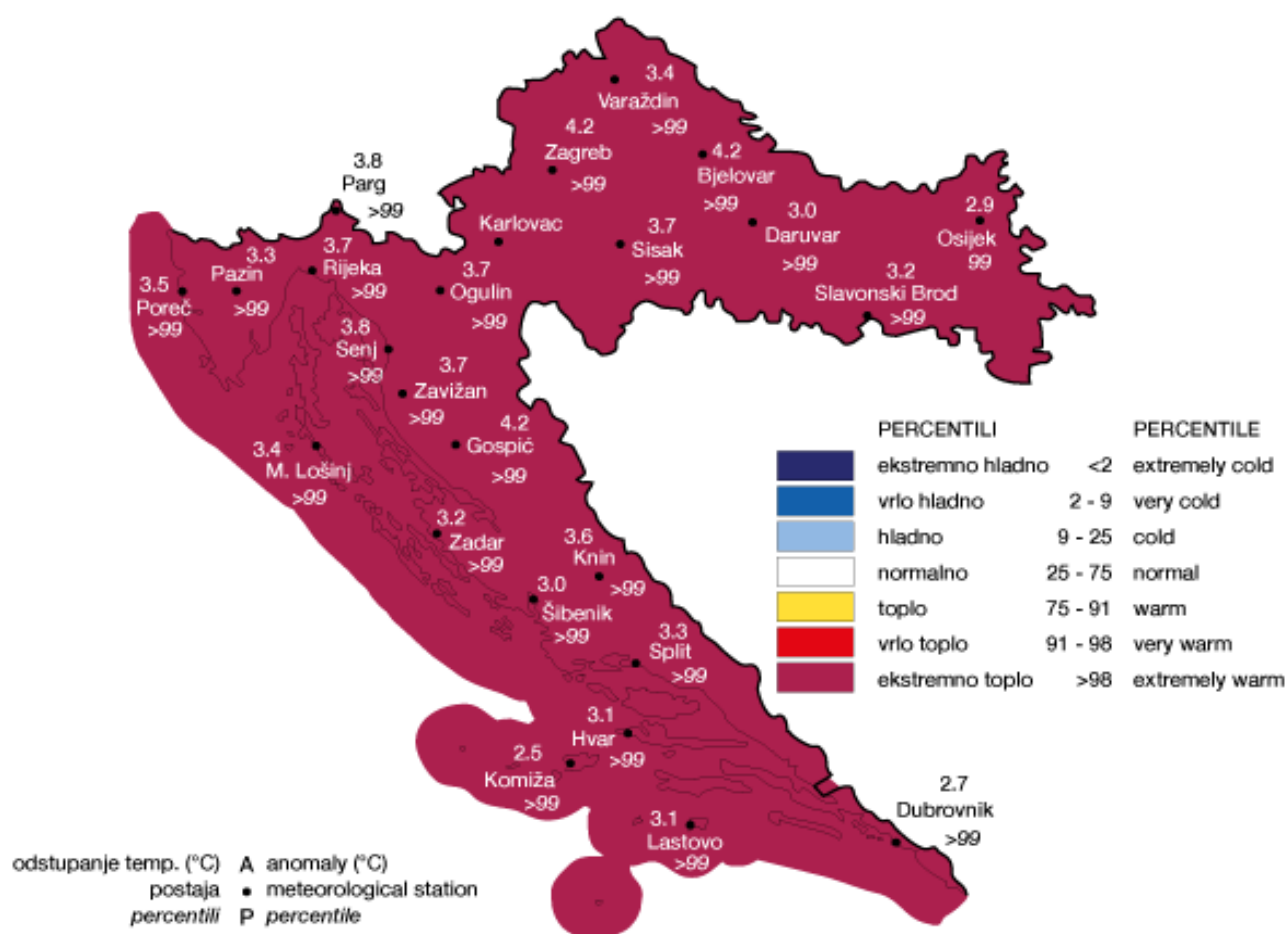 3.4
Varaždin
>99
4.2
Zagreb
>99
4.2
Bjelovar
>99
3.8
Parg
>99
Karlovac
3.7
Sisak
>99
3.0
Daruvar
>99
2.9
Osijek
99
3.2
Slavonski Brod
>99
3.5
Poreč
>99
3.3
Pazin
>99
3.7
Rijeka
>99
3.7
Ogulin
>99
3.8
Senj
>99
3.7
Zavižan
>99
4.2
Gospić
>99
3.4
M. Lošinj
>99
3.2
Zadar
>99
3.6
Knin
>99
3.0
Šibenik
>99
3.3
Split
>99
3.1
Hvar
>99
2.5
Komiža
>99
3.1
Lastovo
>99
2.7
Dubrovnik
>99
PERCENTILI PERCENTILE
ekstremno hladno <2 extremely cold
vrlo hladno 2 - 9 very cold
hladno 9 - 25 cold
normalno 25 - 75 normal
toplo 75 - 91 warm
vrlo toplo 91 - 98 very warm
ekstremno toplo >98 extremely warm
odstupanje temp. (°C) A anomaly (°C)
postaja • meteorological station
percentili P percentile